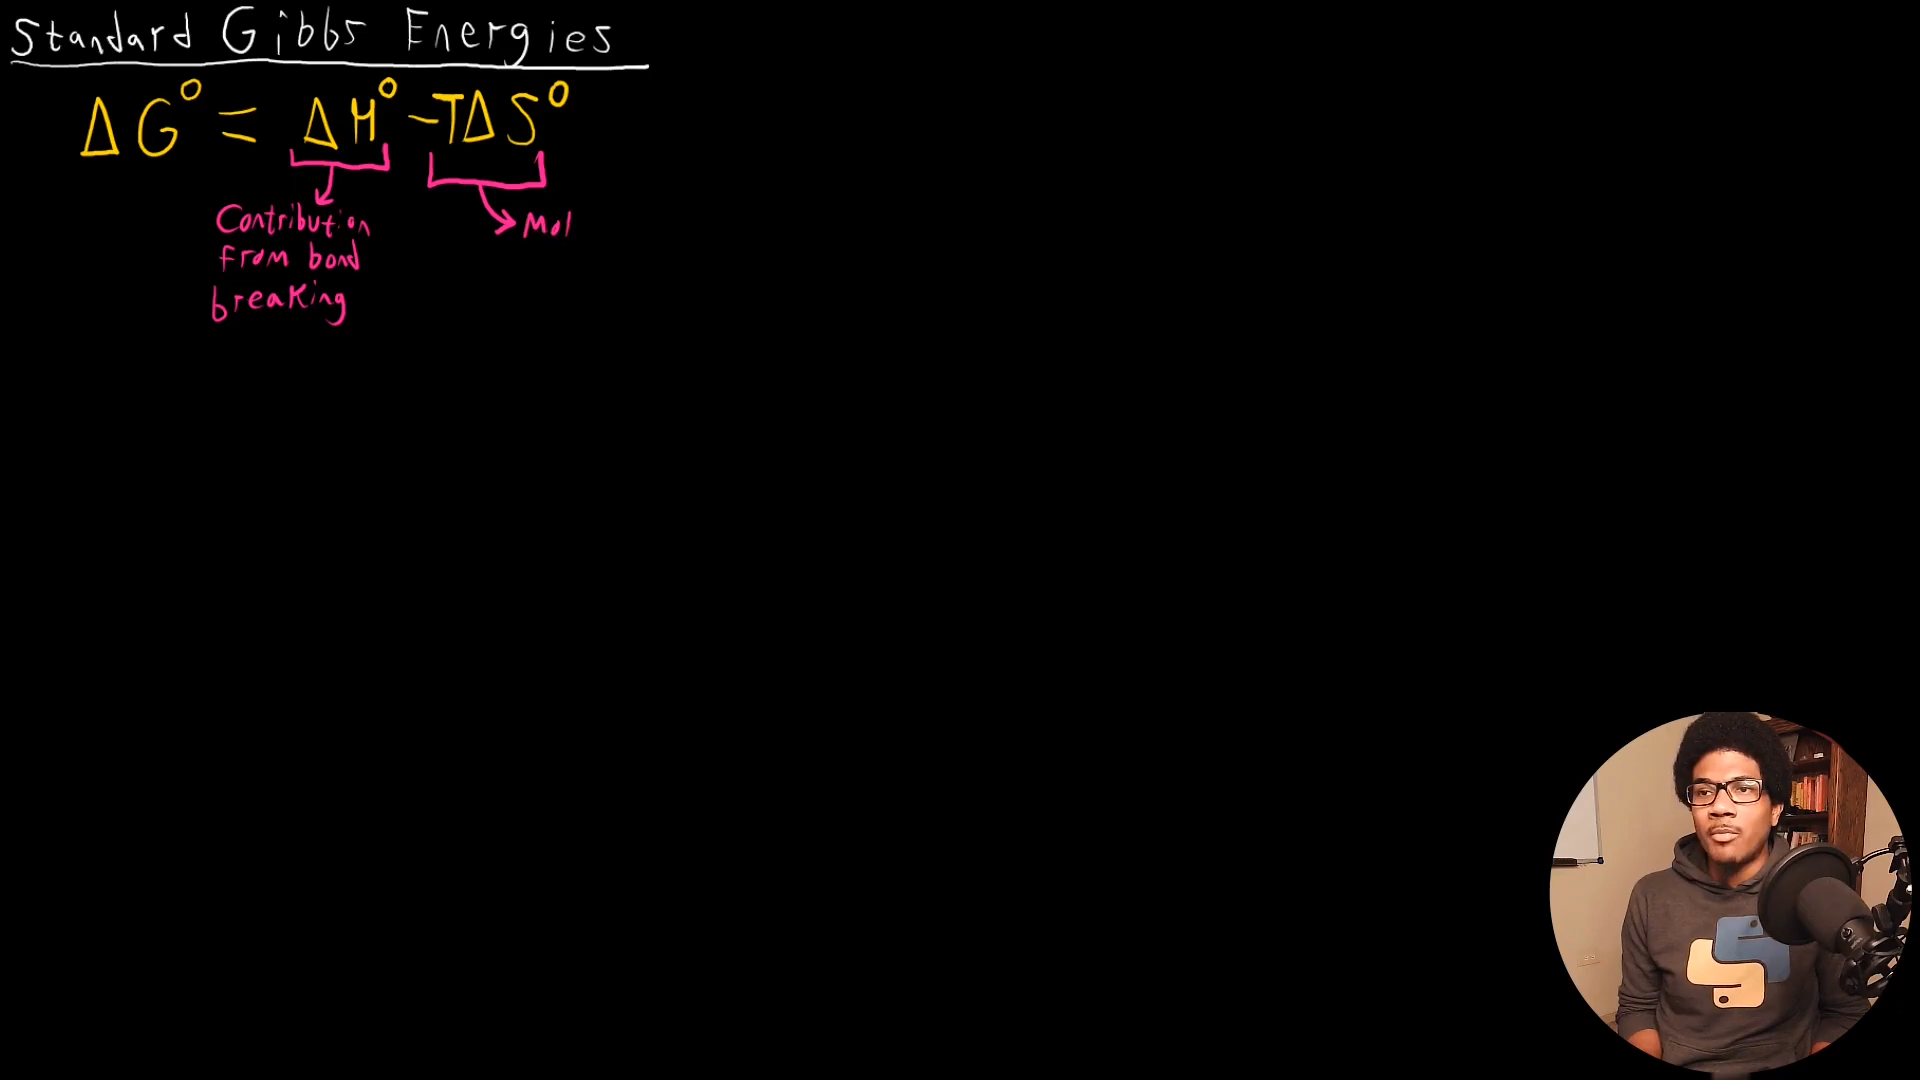 Standard Gibbs Energies
ΔG° = ΔH° -TΔS°
Contribution
from bond
breaking
Mol